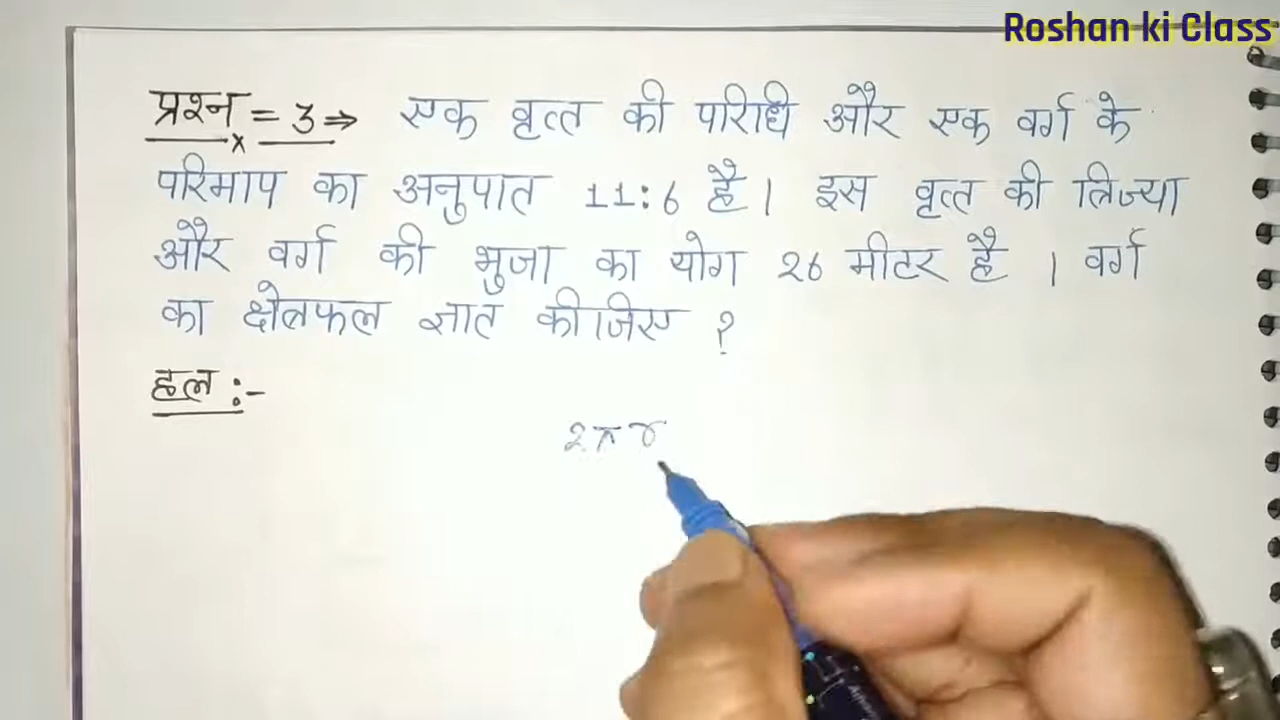 Roshan ki Class
प्रश्न = 3 ⇒ एक वृत्त की परिधि और एक वर्ग के
परिमाप का अनुपात 11:6 है। इस वृत्त की त्रिज्या
और वर्ग की भुजा का योग 26 मीटर है । वर्ग
का क्षेत्रफल ज्ञात कीजिए ?
हल :-
2πr